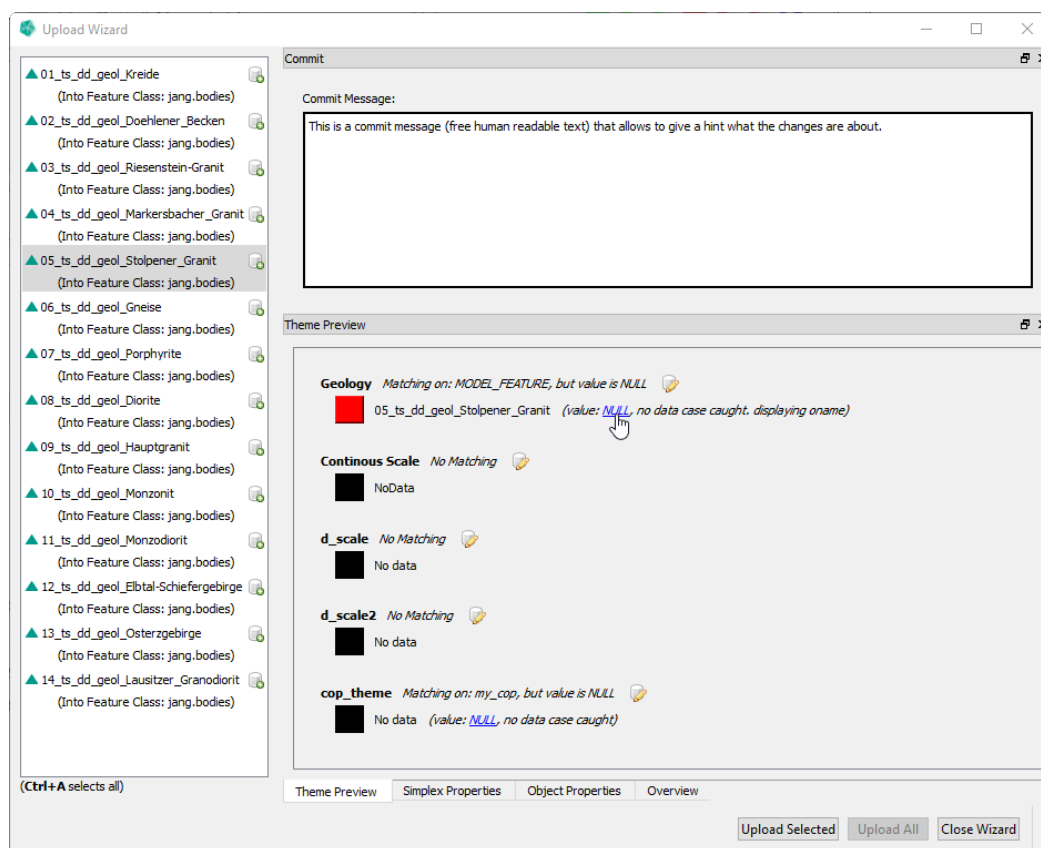 Upload Wizard
01_ts_dd_geol_Kreide
(Into Feature Class: jang.bodies)
02_ts_dd_geol_Doehlener_Becken
(Into Feature Class: jang.bodies)
03_ts_dd_geol_Riesenstein-Granit
(Into Feature Class: jang.bodies)
04_ts_dd_geol_Markersbacher_Granit
(Into Feature Class: jang.bodies)
05_ts_dd_geol_Stolpener_Granit
(Into Feature Class: jang.bodies)
06_ts_dd_geol_Gneise
(Into Feature Class: jang.bodies)
07_ts_dd_geol_Porphyrite
(Into Feature Class: jang.bodies)
08_ts_dd_geol_Diorite
(Into Feature Class: jang.bodies)
09_ts_dd_geol_Hauptgranit
(Into Feature Class: jang.bodies)
10_ts_dd_geol_Monzonit
(Into Feature Class: jang.bodies)
11_ts_dd_geol_Monzodiorit
(Into Feature Class: jang.bodies)
12_ts_dd_geol_Elbtal-Schiefergebirge
(Into Feature Class: jang.bodies)
13_ts_dd_geol_Osterzgebirge
(Into Feature Class: jang.bodies)
14_ts_dd_geol_Lausitzer_Granodiorit
(Into Feature Class: jang.bodies)
(Ctrl+A selects all)
Commit
Commit Message:
This is a commit message (free human readable text) that allows to give a hint what the changes are about.
Theme Preview
Geology Matching on: MODEL_FEATURE, but value is NULL
05_ts_dd_geol_Stolpener_Granit (value: NULL, no data case caught. displaying oname)
Continous Scale No Matching
NoData
d_scale No Matching
No data
d_scale2 No Matching
No data
cop_theme Matching on: my_cop, but value is NULL
No data (value: NULL, no data case caught)
Theme Preview Simplex Properties Object Properties Overview
Upload Selected Upload All Close Wizard